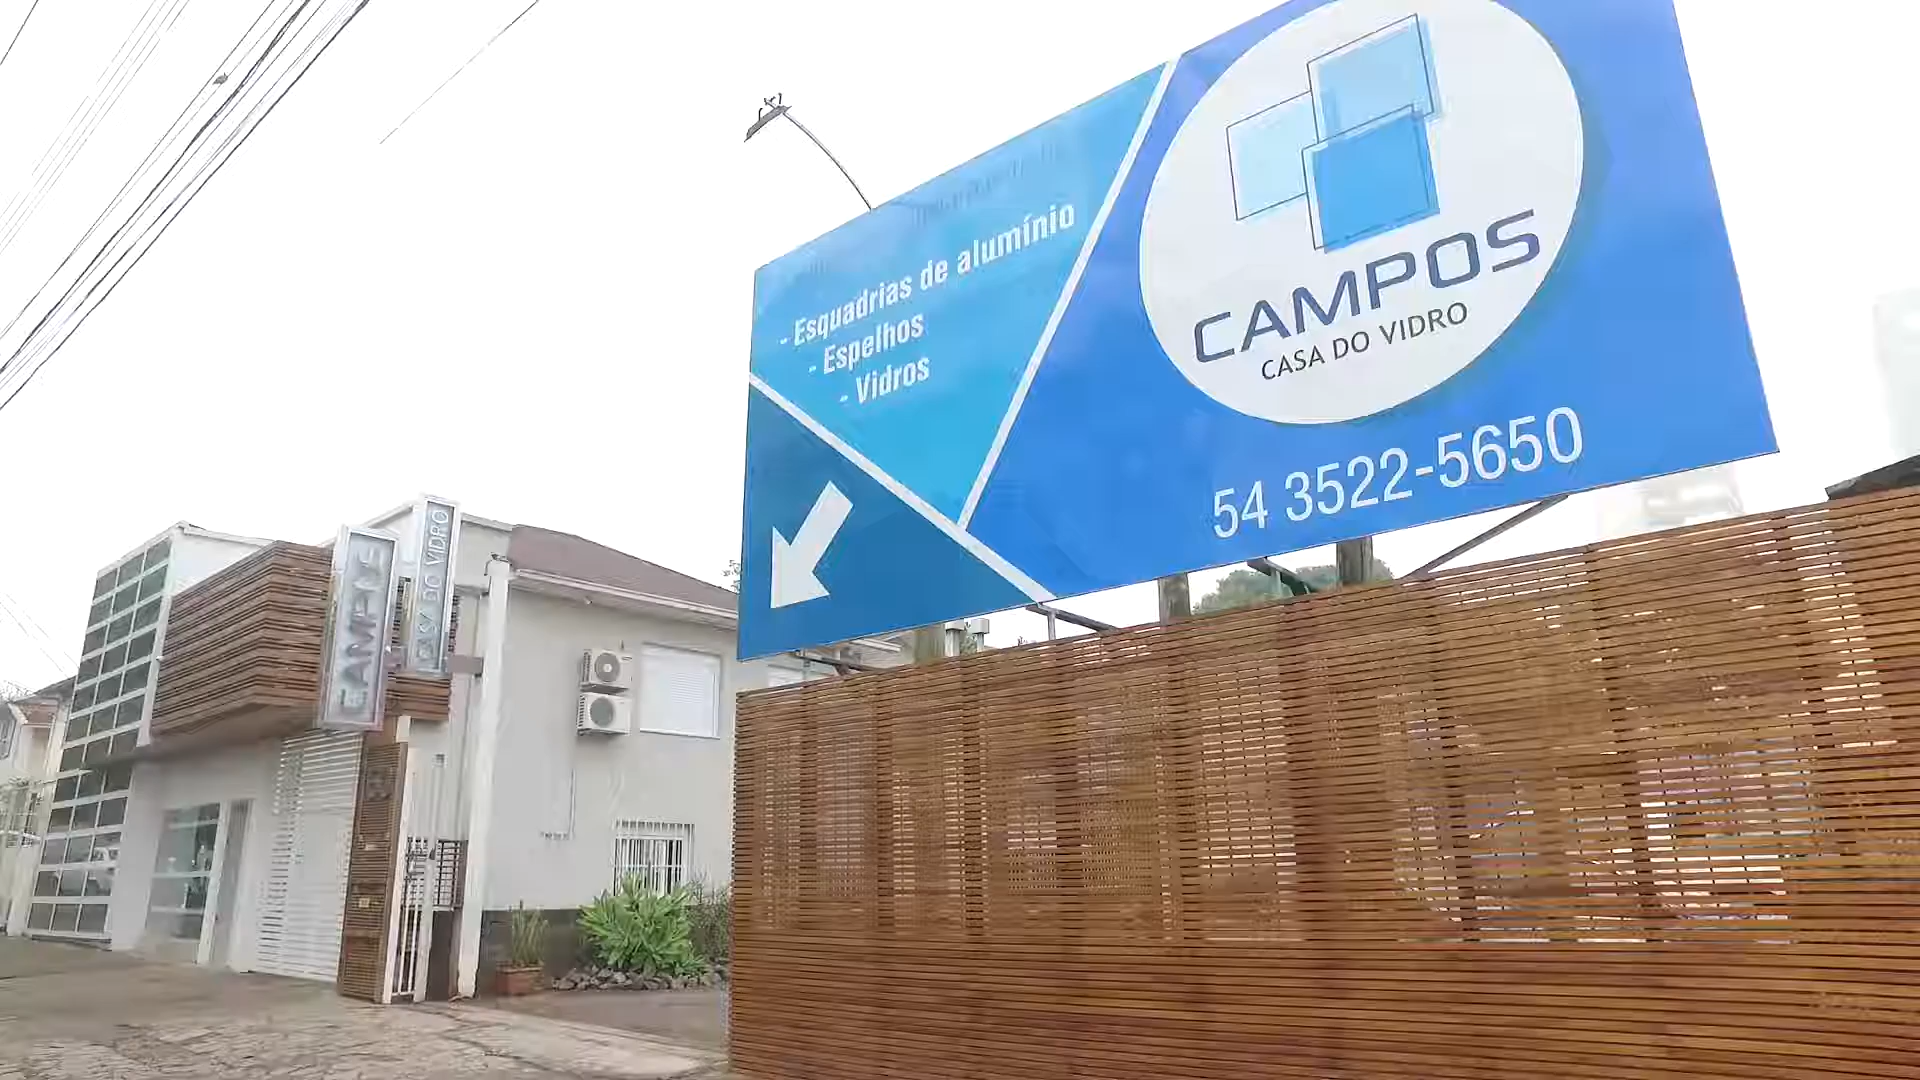 - Esquadrias de alumínio
- Espelhos
- Vidros
CAMPOS
CASA DO VIDRO
54 3522-5650
CAMPOS
CASA DO VIDRO